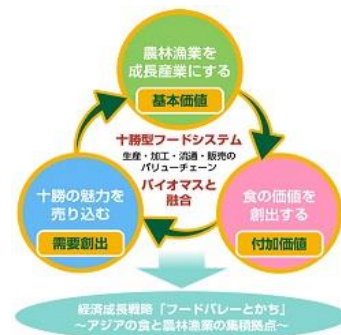 農林漁業を
成長産業にする
基本価値
十勝型フードシステム
生産・加工・流通・販売の
バリューチェーン
バイオマスと
融合
十勝の魅力を
売り込む
需要創出
食の価値を
創出する
付加価値
経済成長戦略「フードバレーとかち」
~アジアの食と農林漁業の集積拠点~